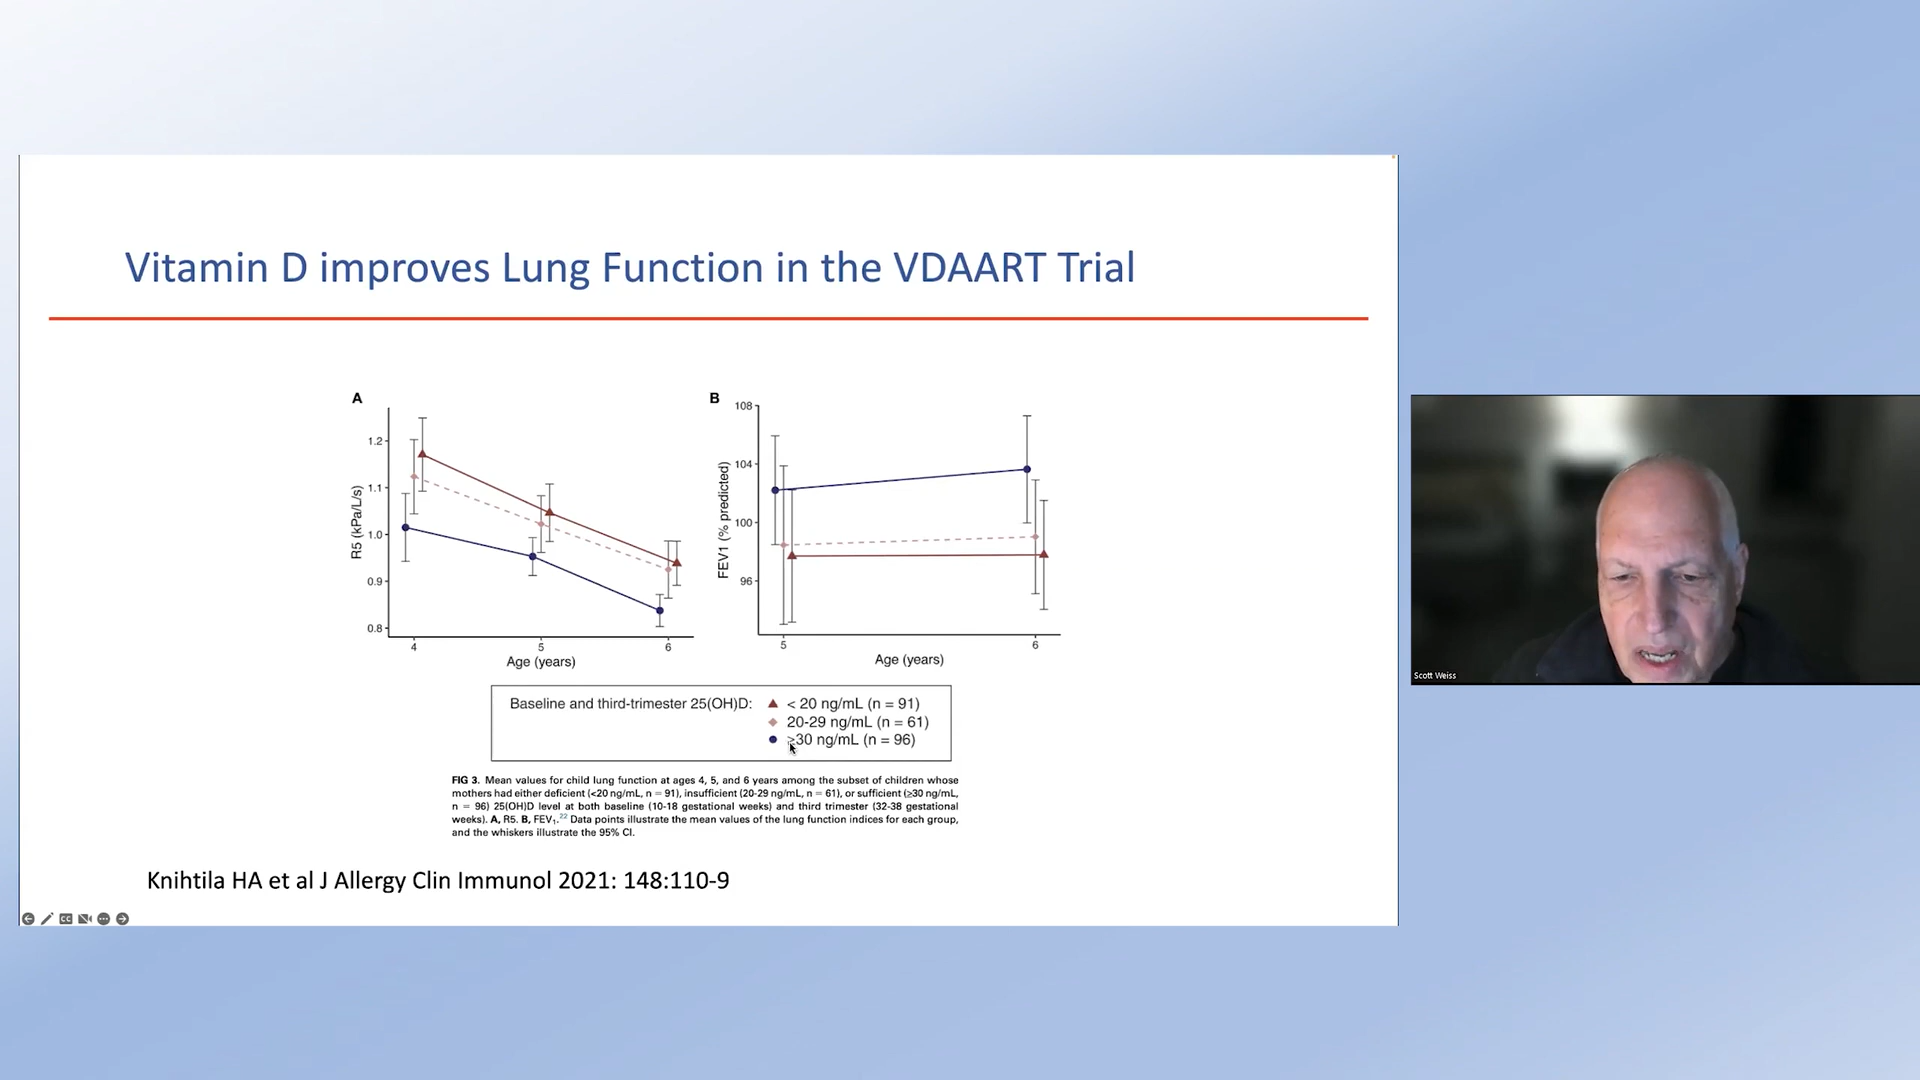 Vitamin D improves Lung Function in the VDAART Trial
A
1.2
1.1
1.0
0.9
0.8
R5 (kPa/L/s)
4
5
6
Age (years)
B
108
104
100
96
FEV1 (% predicted)
5
6
Age (years)
Baseline and third-trimester 25(OH)D:
< 20 ng/mL (n = 91)
20-29 ng/mL (n = 61)
≥30 ng/mL (n = 96)
FIG 3. Mean values for child lung function at ages 4, 5, and 6 years among the subset of children whose
mothers had either deficient (<20 ng/mL, n = 91), insufficient (20-29 ng/mL, n = 61), or sufficient (≥30 ng/mL,
n = 96) 25(OH)D level at both baseline (10-18 gestational weeks) and third trimester (32-38 gestational
weeks). A, R5. B, FEV₁.²² Data points illustrate the mean values of the lung function indices for each group,
and the whiskers illustrate the 95% CI.
Knihtila HA et al J Allergy Clin Immunol 2021: 148:110-9
CC
Scott Weiss